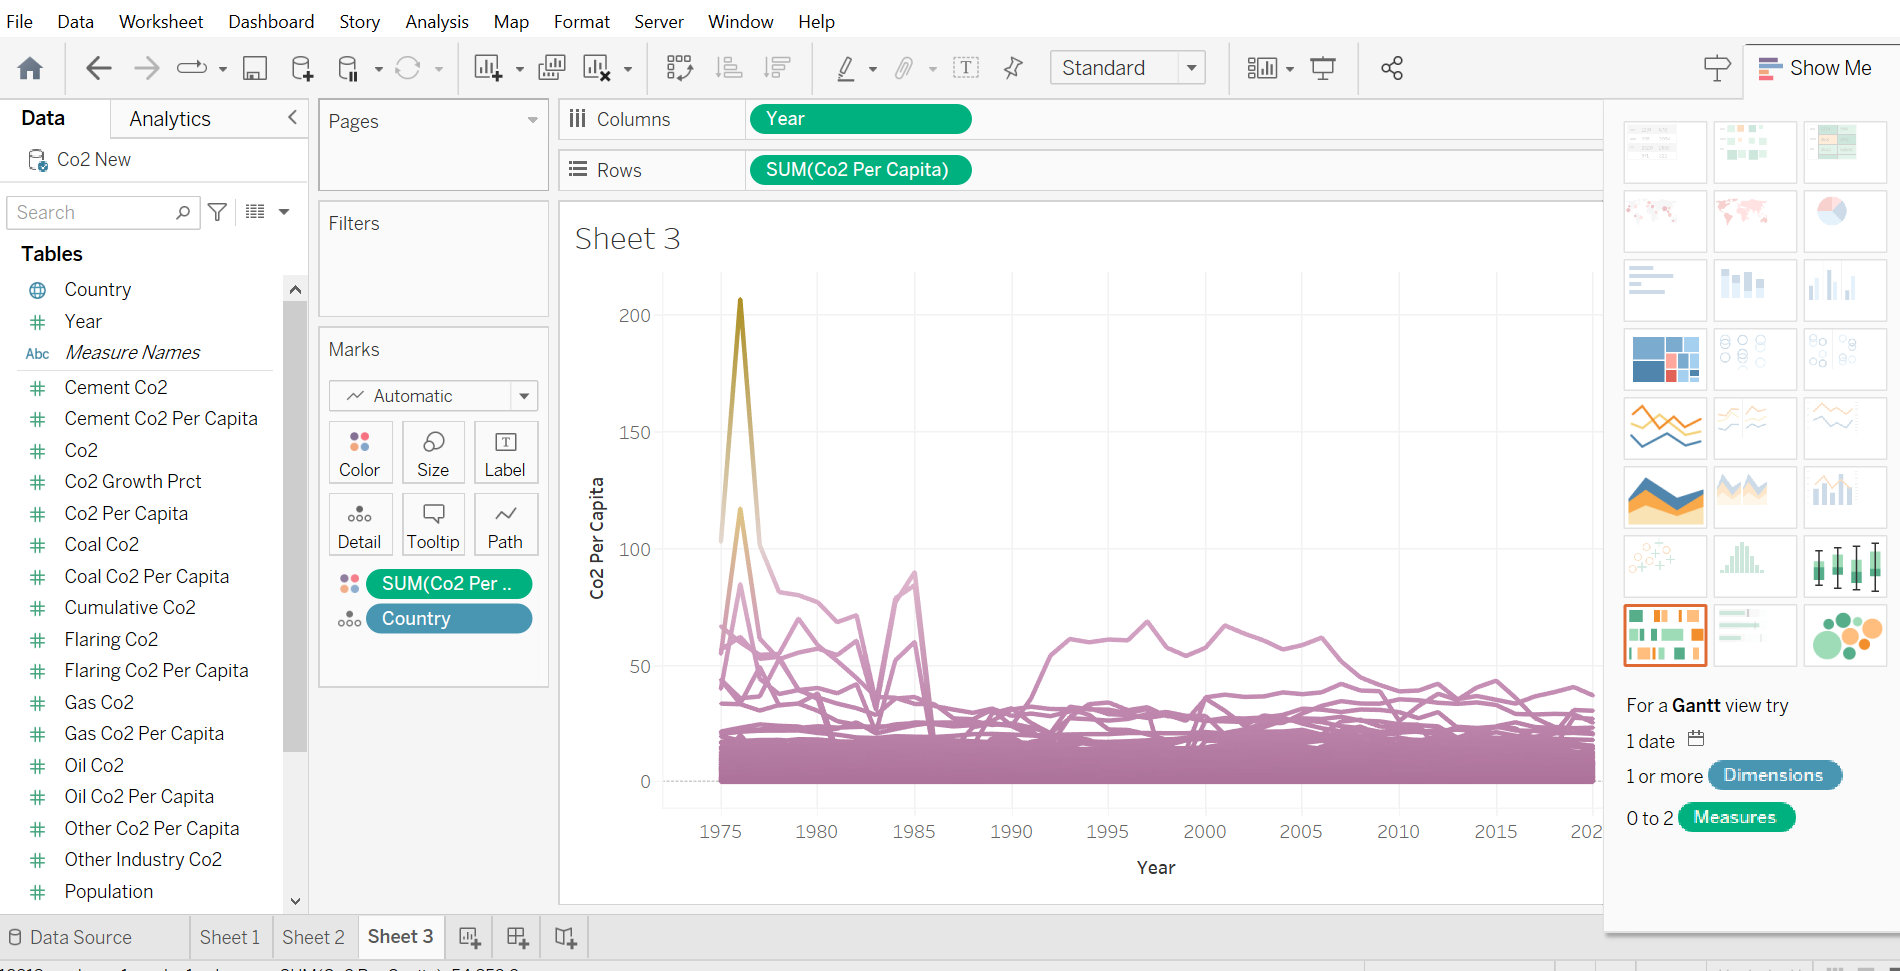 File Data Worksheet Dashboard Story Analysis Map Format Server Window Help
Standard
Show Me
Data Analytics
Co2 New
Search
Tables
Country
Year
Abc Measure Names
Cement Co2
Cement Co2 Per Capita
Co2
Co2 Growth Prct
Co2 Per Capita
Coal Co2
Coal Co2 Per Capita
Cumulative Co2
Flaring Co2
Flaring Co2 Per Capita
Gas Co2
Gas Co2 Per Capita
Oil Co2
Oil Co2 Per Capita
Other Co2 Per Capita
Other Industry Co2
Population
Pages
Filters
Marks
Automatic
Color Size Label
Detail Tooltip Path
SUM(Co2 Per ..
Country
Columns Year
Rows SUM(Co2 Per Capita)
Sheet 3
Co2 Per Capita
200
150
100
50
0
1975 1980 1985 1990 1995 2000 2005 2010 2015 202
Year
For a Gantt view try
1 date
1 or more Dimensions
0 to 2 Measures
Data Source Sheet 1 Sheet 2 Sheet 3